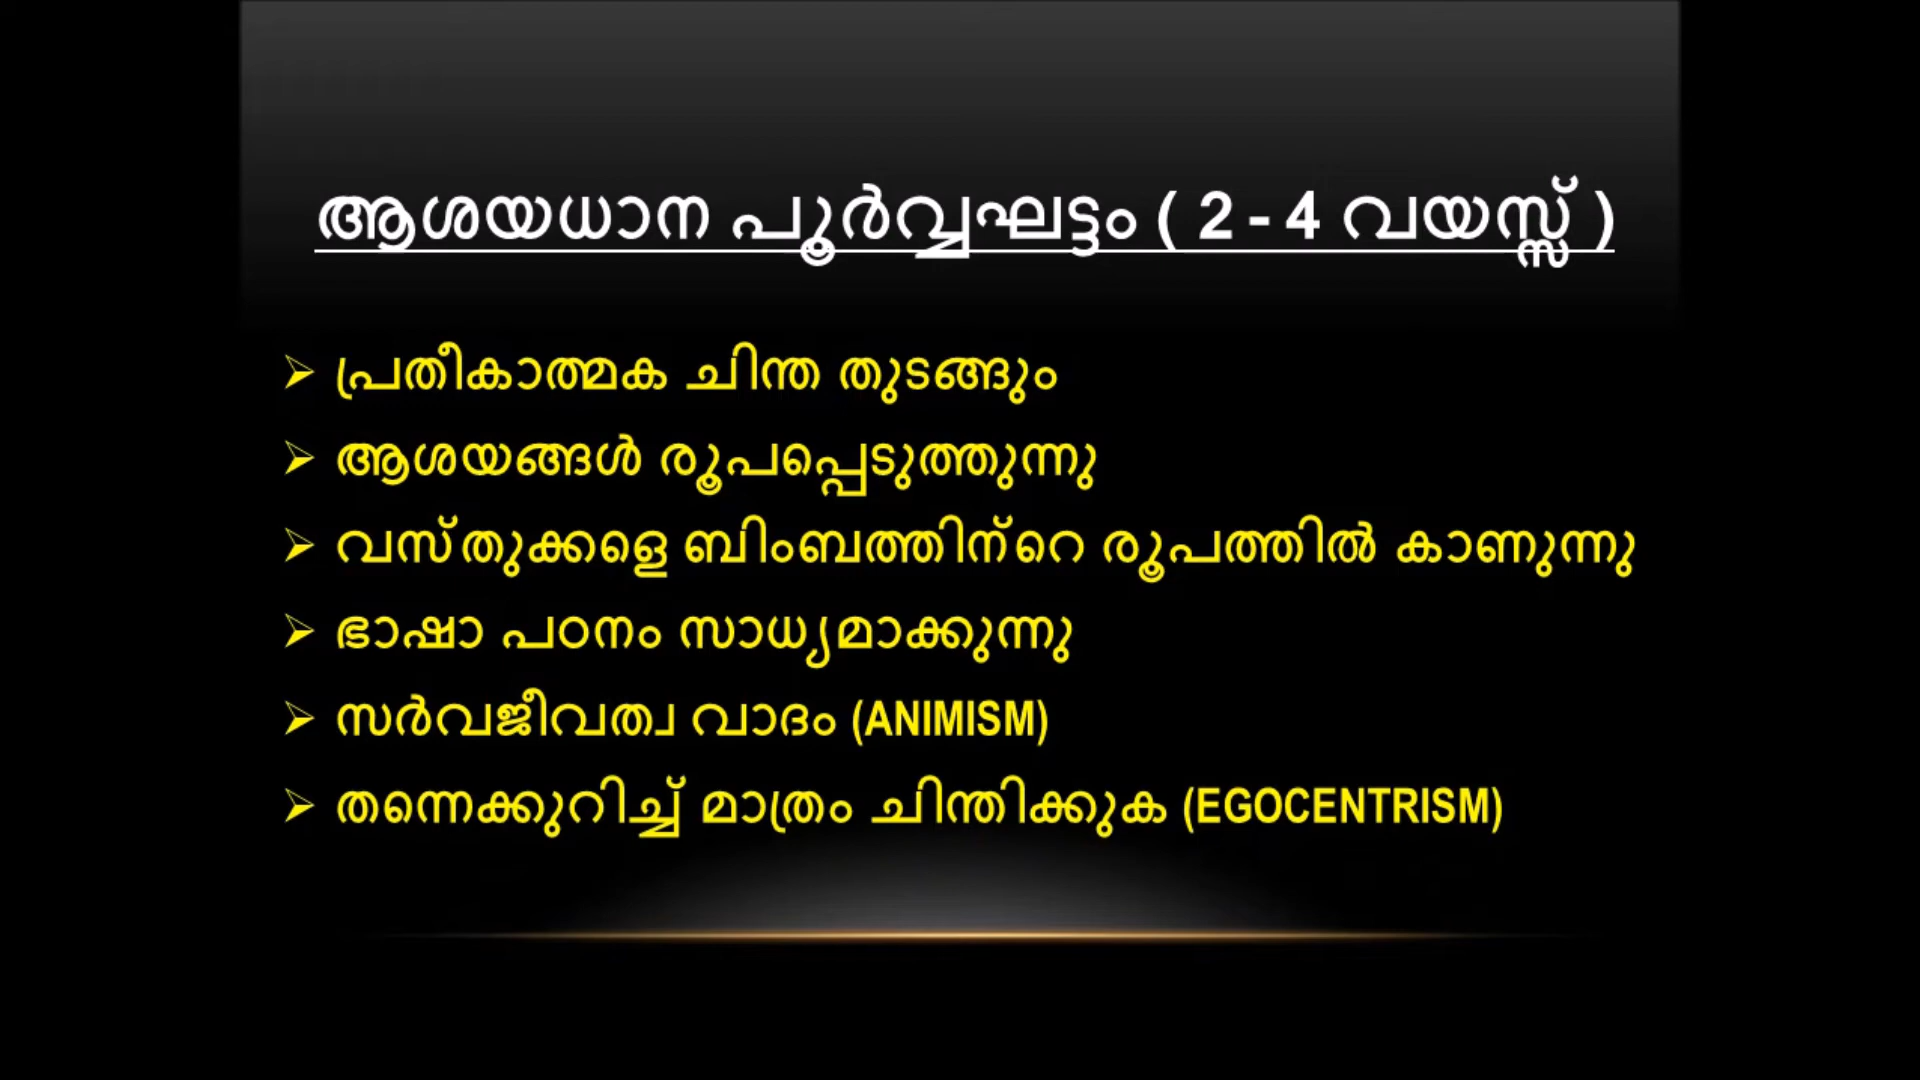 ആശയധാന പൂർവ്വഘട്ടം ( 2 - 4 വയസ്സ് )
➢ പ്രതീകാത്മക ചിന്ത തുടങ്ങും
➢ ആശയങ്ങൾ രൂപപ്പെടുത്തുന്നു
➢ വസ്തുക്കളെ ബിംബത്തിന്റെ രൂപത്തിൽ കാണുന്നു
➢ ഭാഷാ പഠനം സാധ്യമാക്കുന്നു
➢ സർവജീവത്വ വാദം (ANIMISM)
➢ തന്നെക്കുറിച്ച് മാത്രം ചിന്തിക്കുക (EGOCENTRISM)